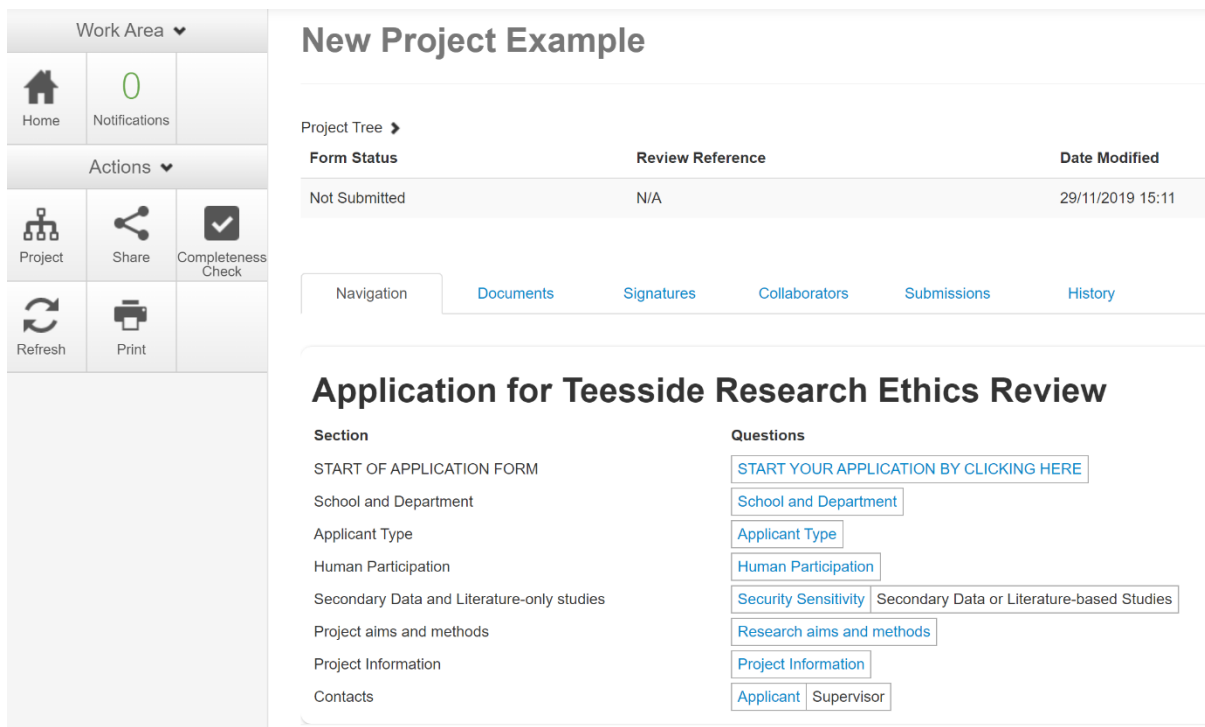 Work Area
Home
0
Notifications
Actions
Project
Share
Completeness
Check
Refresh
Print
New Project Example
Project Tree
Form Status Review Reference Date Modified
Not Submitted N/A 29/11/2019 15:11
Navigation Documents Signatures Collaborators Submissions History
Application for Teesside Research Ethics Review
Section Questions
START OF APPLICATION FORM START YOUR APPLICATION BY CLICKING HERE
School and Department School and Department
Applicant Type Applicant Type
Human Participation Human Participation
Secondary Data and Literature-only studies Security Sensitivity Secondary Data or Literature-based Studies
Project aims and methods Research aims and methods
Project Information Project Information
Contacts Applicant Supervisor